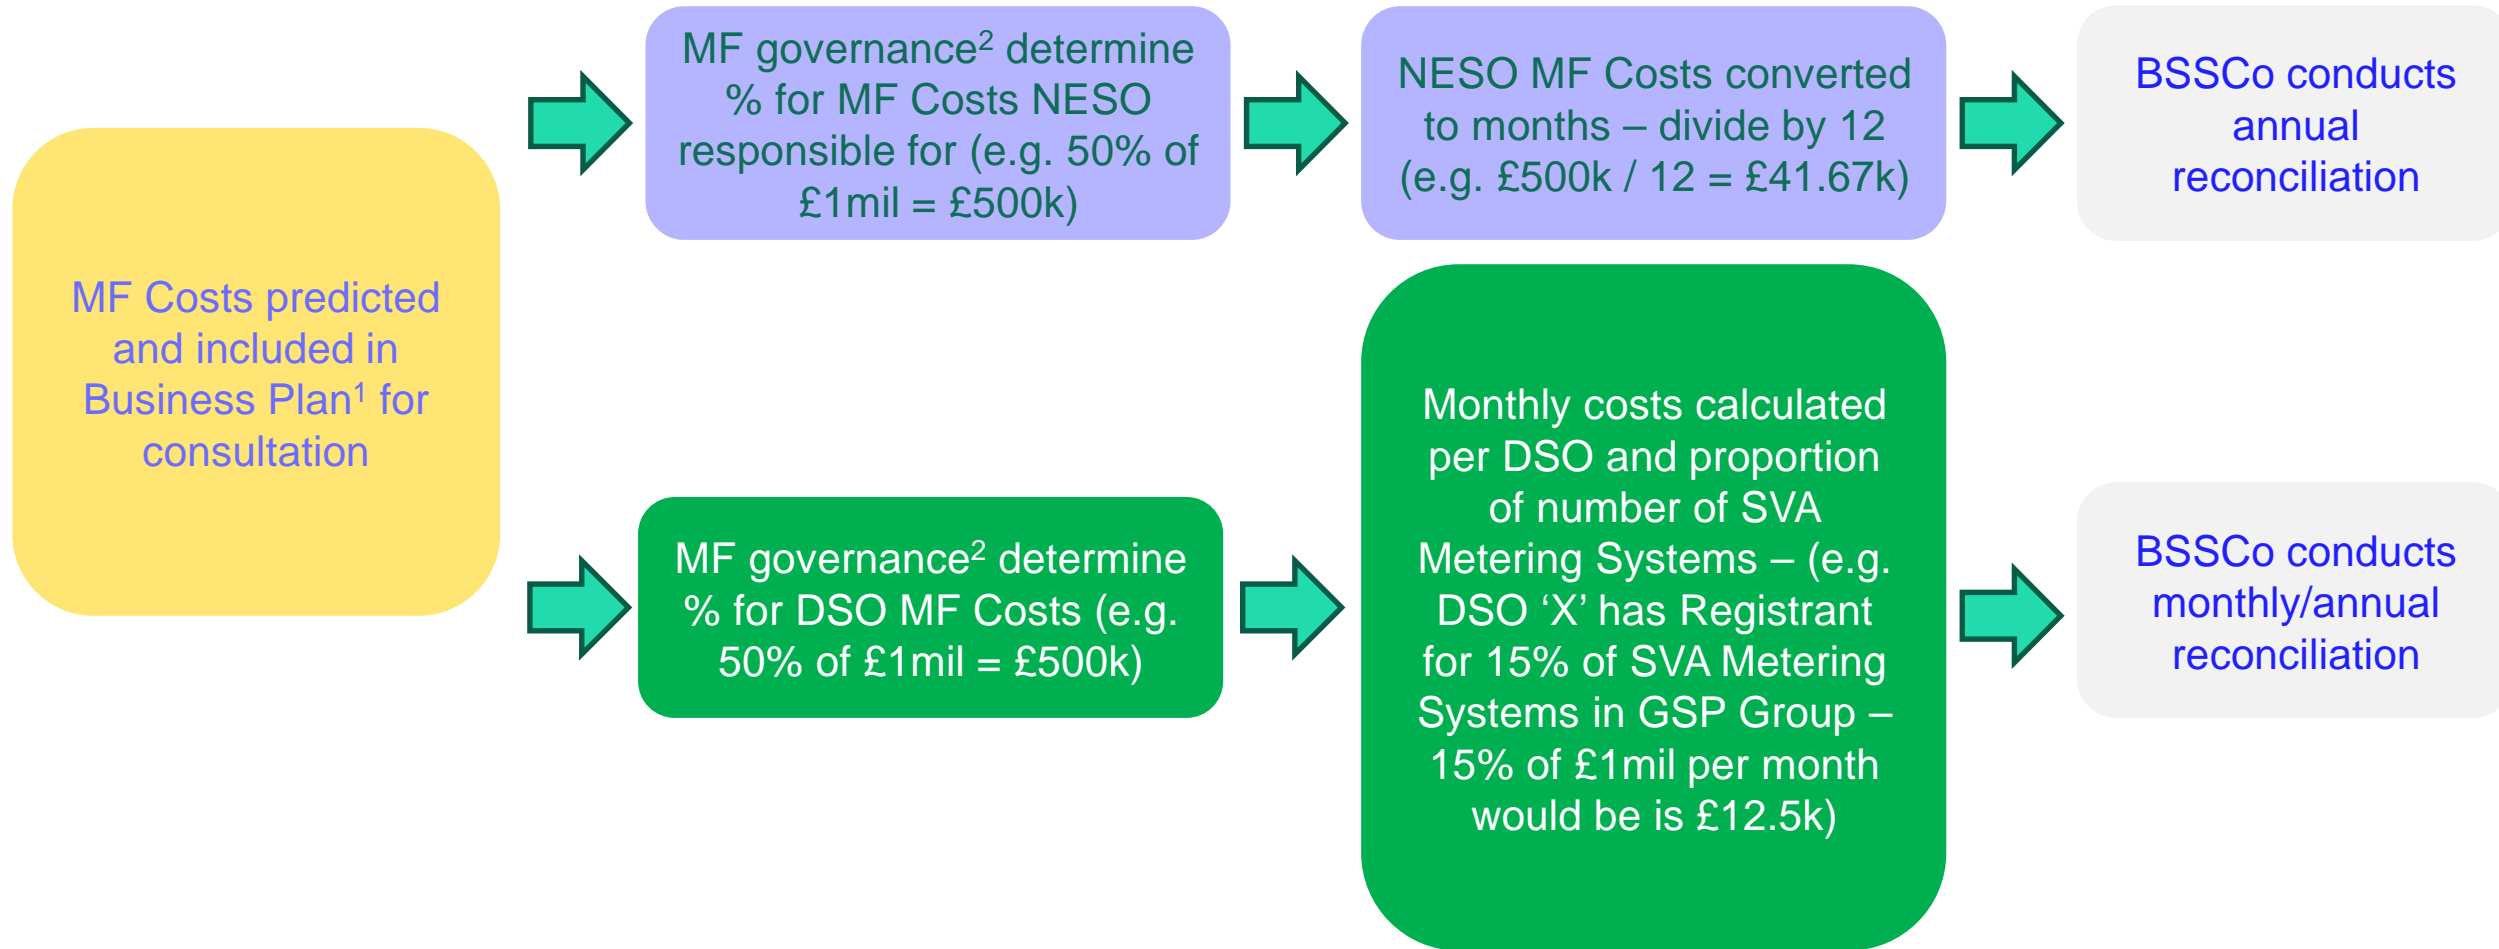 MF Costs predicted
and included in
Business Plan¹ for
consultation
MF governance² determine
% for MF Costs NESO
responsible for (e.g. 50% of
£1mil = £500k)
NESO MF Costs converted
to months – divide by 12
(e.g. £500k / 12 = £41.67k)
BSSCo conducts
annual
reconciliation
MF governance² determine
% for DSO MF Costs (e.g.
50% of £1mil = £500k)
Monthly costs calculated
per DSO and proportion
of number of SVA
Metering Systems – (e.g.
DSO ‘X’ has Registrant
for 15% of SVA Metering
Systems in GSP Group –
15% of £1mil per month
would be is £12.5k)
BSSCo conducts
monthly/annual
reconciliation